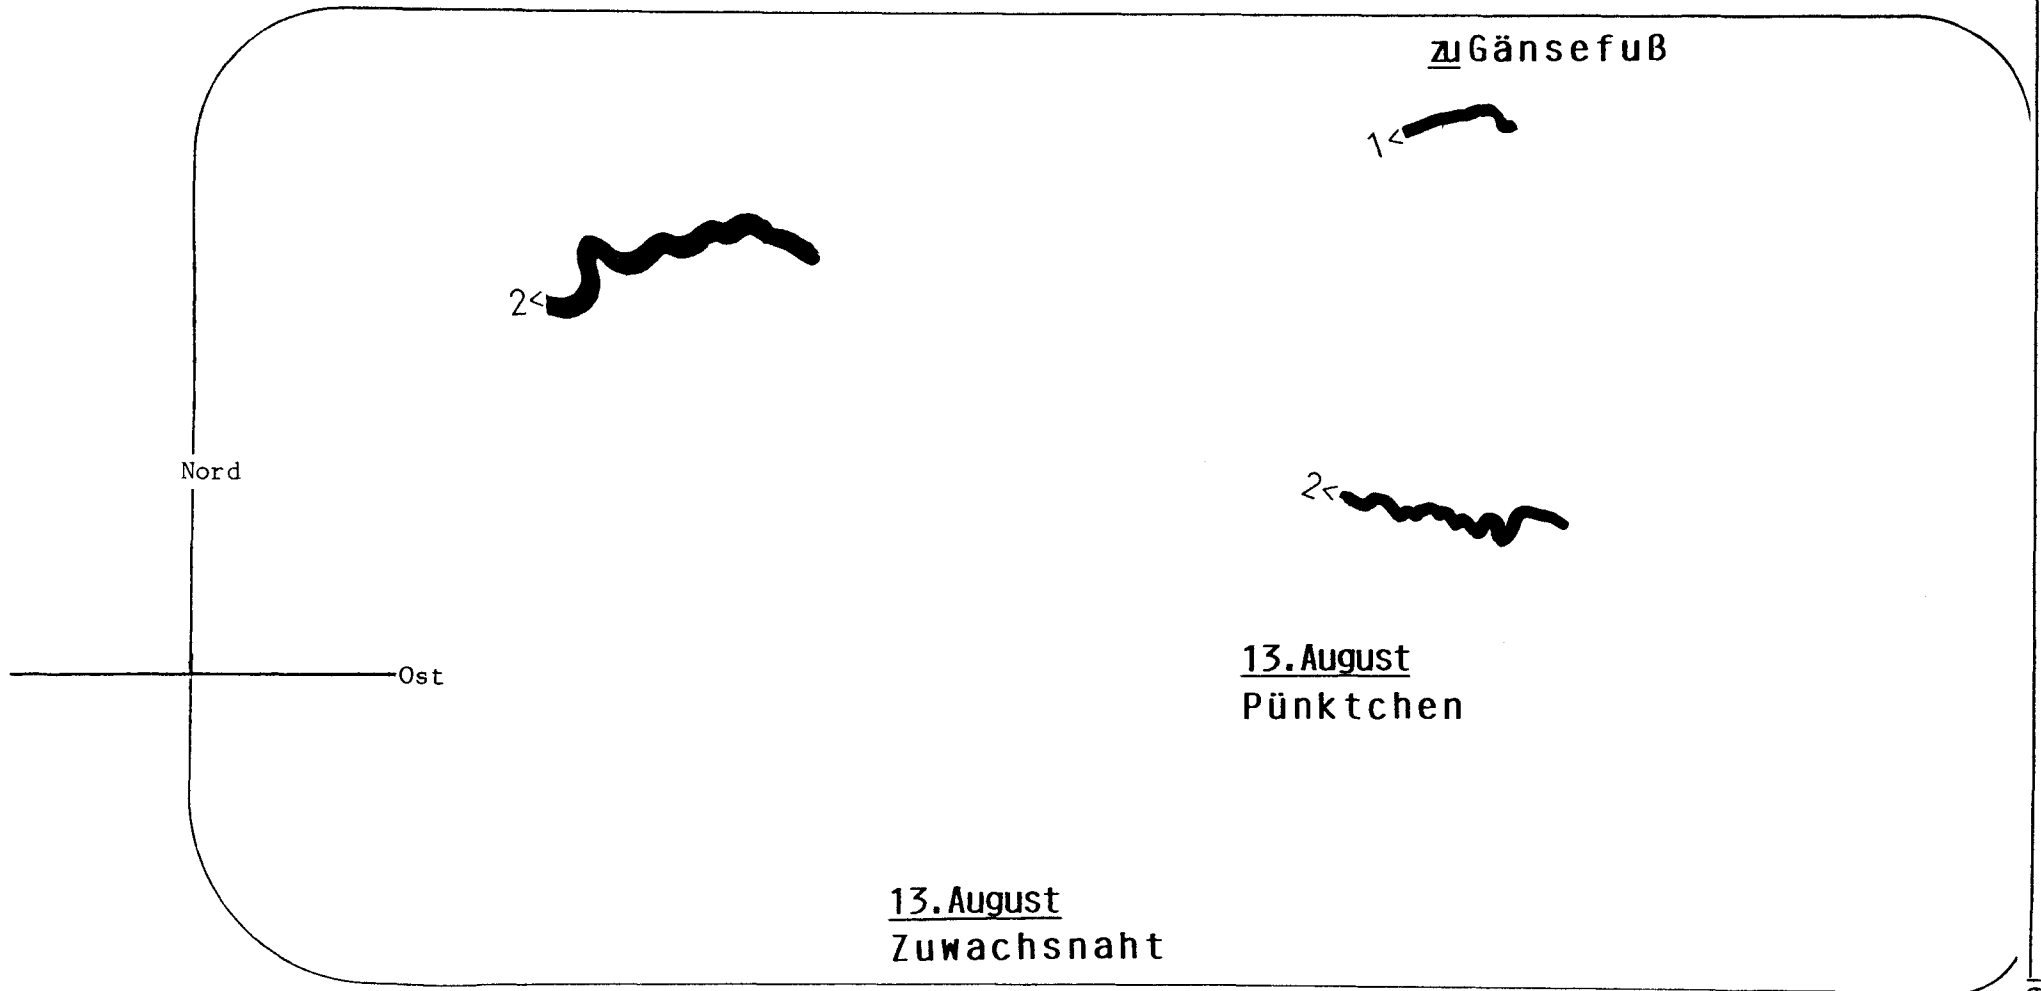 zu Gänsefuß
1<
2<
Nord
2<
Ost
13.August
Pünktchen
13.August
Zuwachsnaht